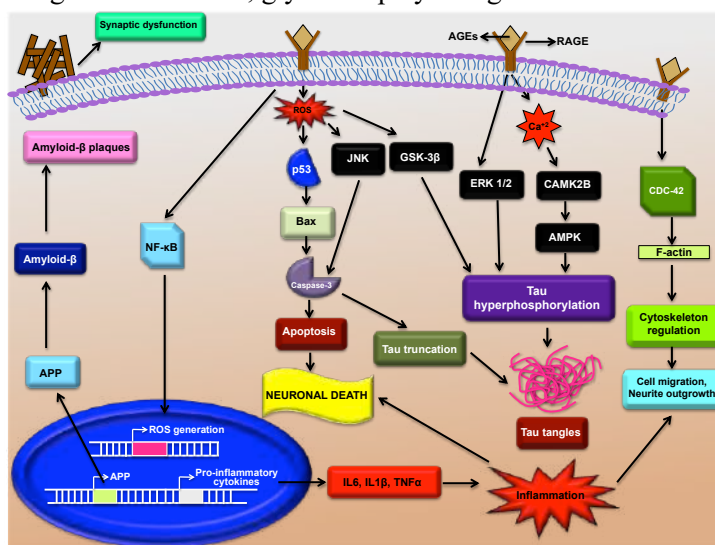 Synaptic dysfunction
AGEs
RAGE
ROS
Ca+2
Amyloid-β plaques
p53
JNK
GSK-3β
ERK 1/2
CAMK2B
CDC-42
Bax
NF-κB
AMPK
F-actin
Amyloid-β
Caspase-3
Tau
hyperphosphorylation
Cytoskeleton
regulation
Apoptosis
Tau truncation
APP
NEURONAL DEATH
Cell migration,
Neurite outgrowth
ROS generation
Tau tangles
APP
Pro-inflammatory
cytokines
IL6, IL1β, TNFα
Inflammation